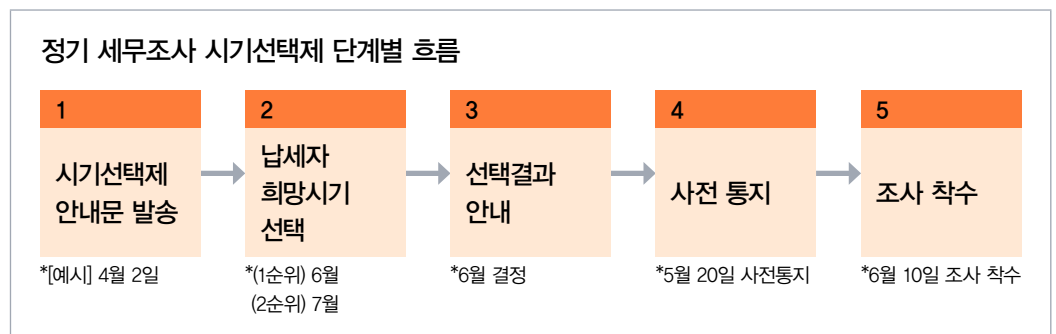 정기 세무조사 시기선택제 단계별 흐름
1
시기선택제
안내문 발송
*[예시] 4월 2일
2
납세자
희망시기
선택
*(1순위) 6월
(2순위) 7월
3
선택결과
안내
*6월 결정
4
사전 통지
*5월 20일 사전통지
5
조사 착수
*6월 10일 조사 착수